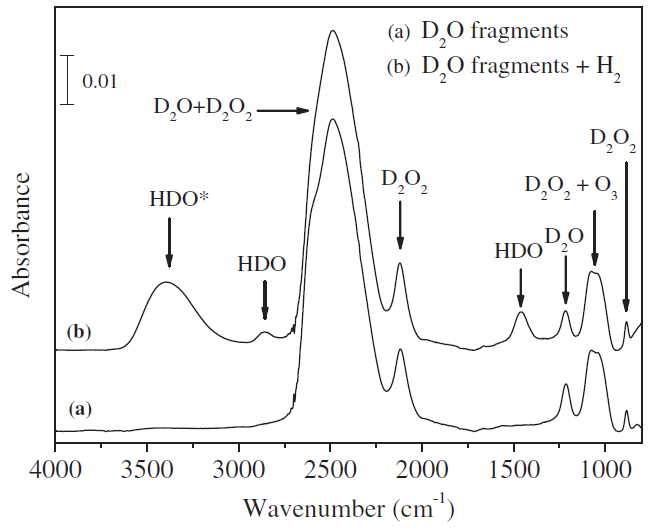 (a) D₂O fragments
(b) D₂O fragments + H₂
0.01
D₂O+D₂O₂
D₂O₂
D₂O₂
D₂O₂ + O₃
HDO*
HDO
HDO
D₂O
(b)
(a)
Absorbance
4000 3500 3000 2500 2000 1500 1000
Wavenumber (cm⁻¹)